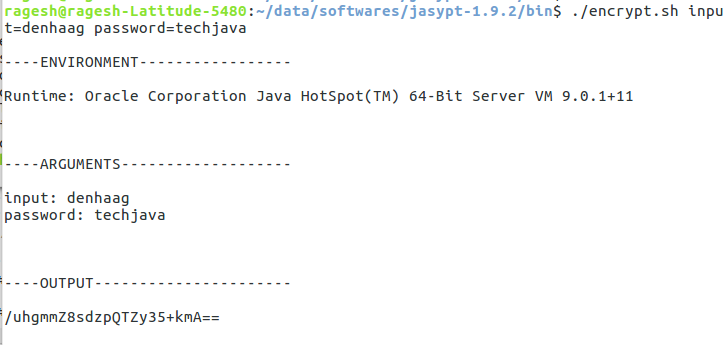 ragesh@ragesh-Latitude-5480:~/data/softwares/jasypt-1.9.2/bin$ ./encrypt.sh inpu
t=denhaag password=techjava
----ENVIRONMENT-----------------
Runtime: Oracle Corporation Java HotSpot(TM) 64-Bit Server VM 9.0.1+11
----ARGUMENTS-------------------
input: denhaag
password: techjava
----OUTPUT----------------------
/uhgmmZ8sdzpQTZy35+kmA==